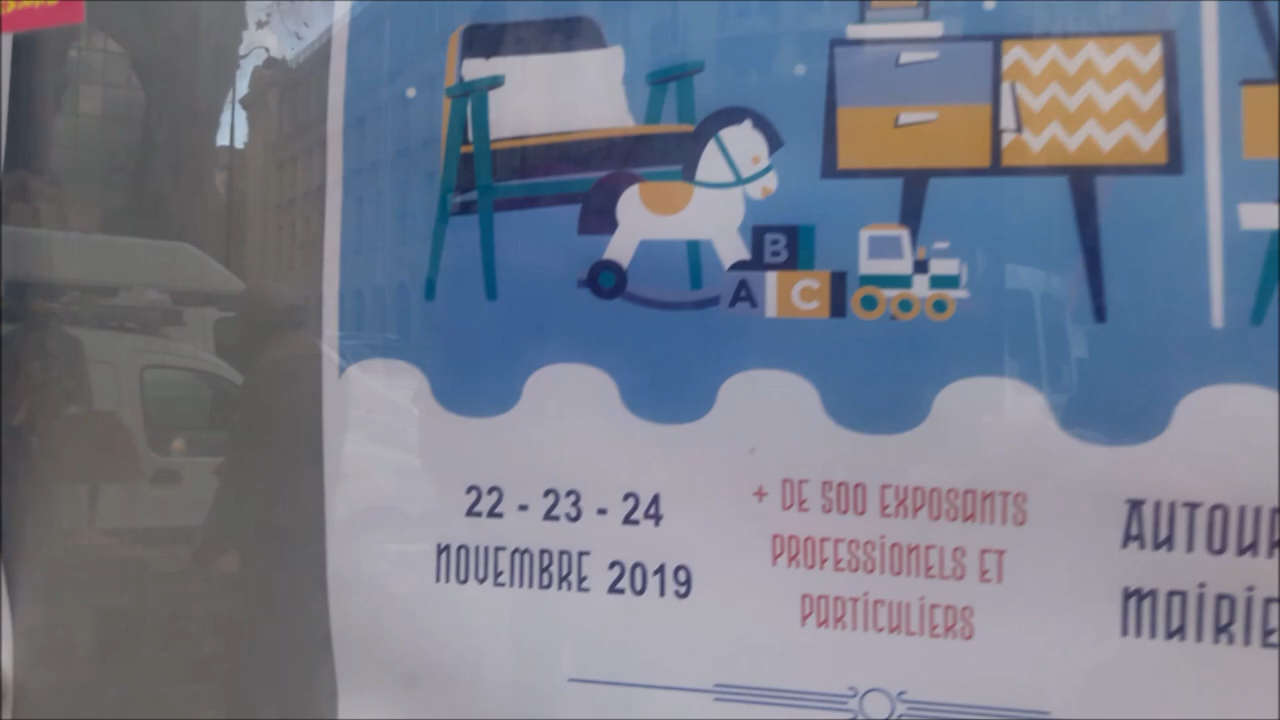 B
A C
22 - 23 - 24
NOVEMBRE 2019
+ DE 500 EXPOSANTS
PROFESSIONELS ET
PARTICULIERS
AUTOUR
MAIRIE